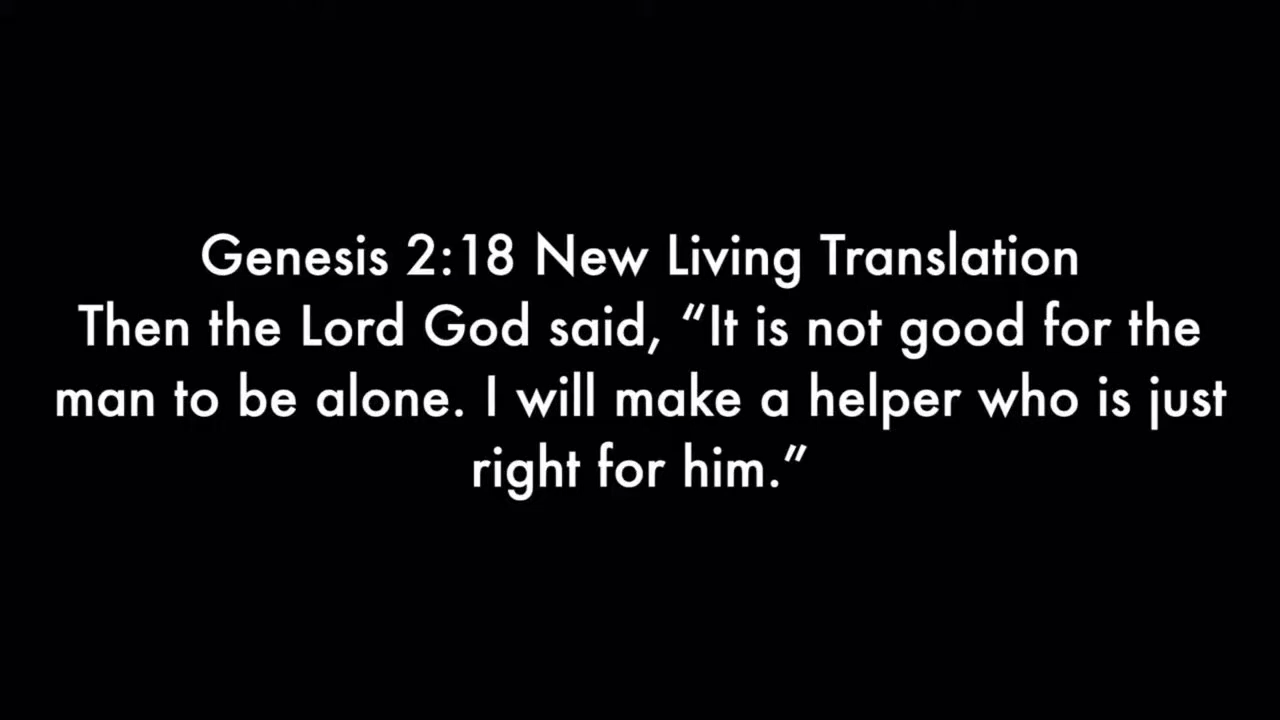 Genesis 2:18 New Living Translation
Then the Lord God said, “It is not good for the
man to be alone. I will make a helper who is just
right for him.”